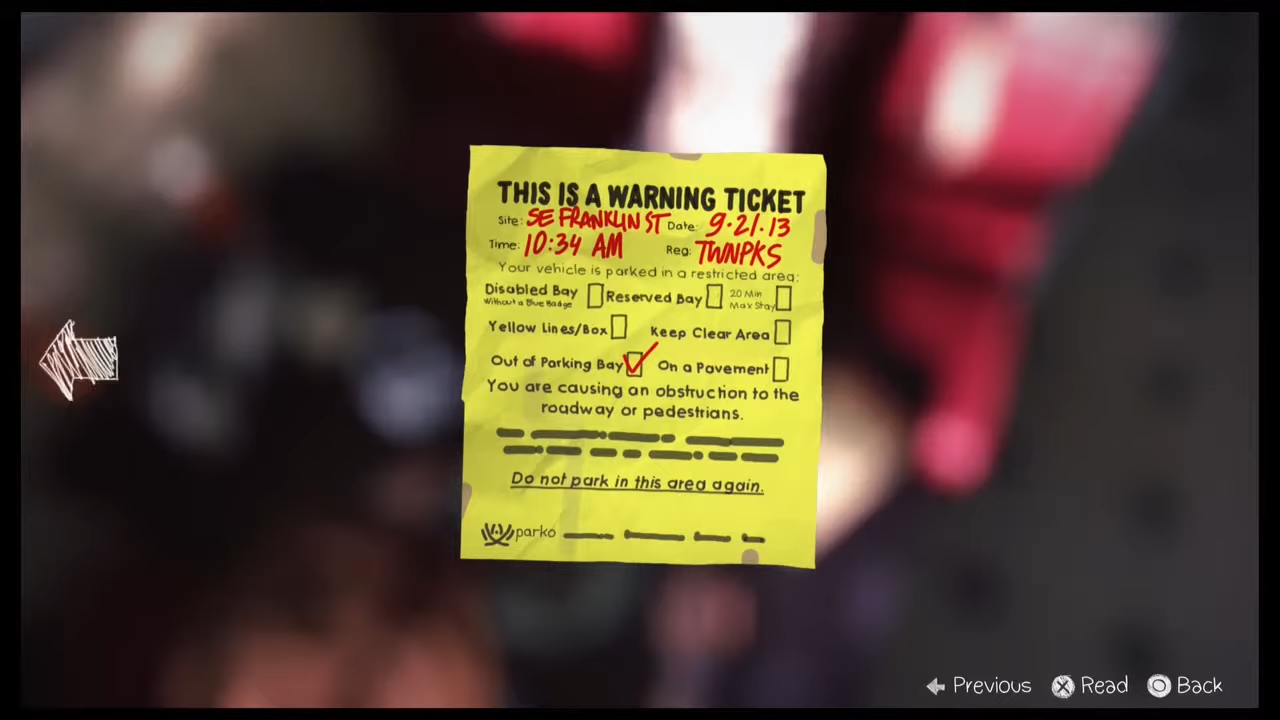 THIS IS A WARNING TICKET
Site: SE FRANKLIN ST Date: 9.21.13
Time: 10:34 AM Reg: TWNPKS
Your vehicle is parked in a restricted area:
Disabled Bay Reserved Bay 20 Min
Without a Blue Badge Max Stay
Yellow Lines/Box Keep Clear Area
Out of Parking Bay On a Pavement
You are causing an obstruction to the
roadway or pedestrians.
Do not park in this area again.
parko
Previous X Read Back